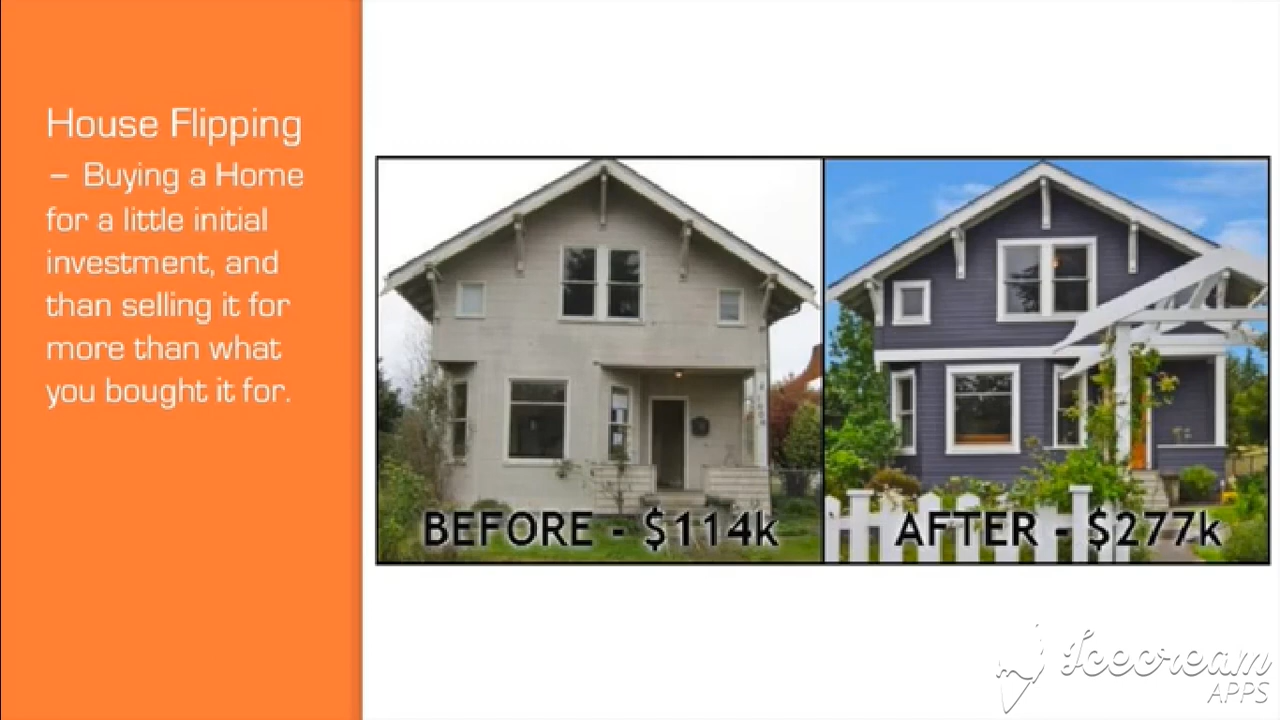 House Flipping
– Buying a Home
for a little initial
investment, and
than selling it for
more than what
you bought it for.
BEFORE - $114k
AFTER - $277k
Icecream
APPS